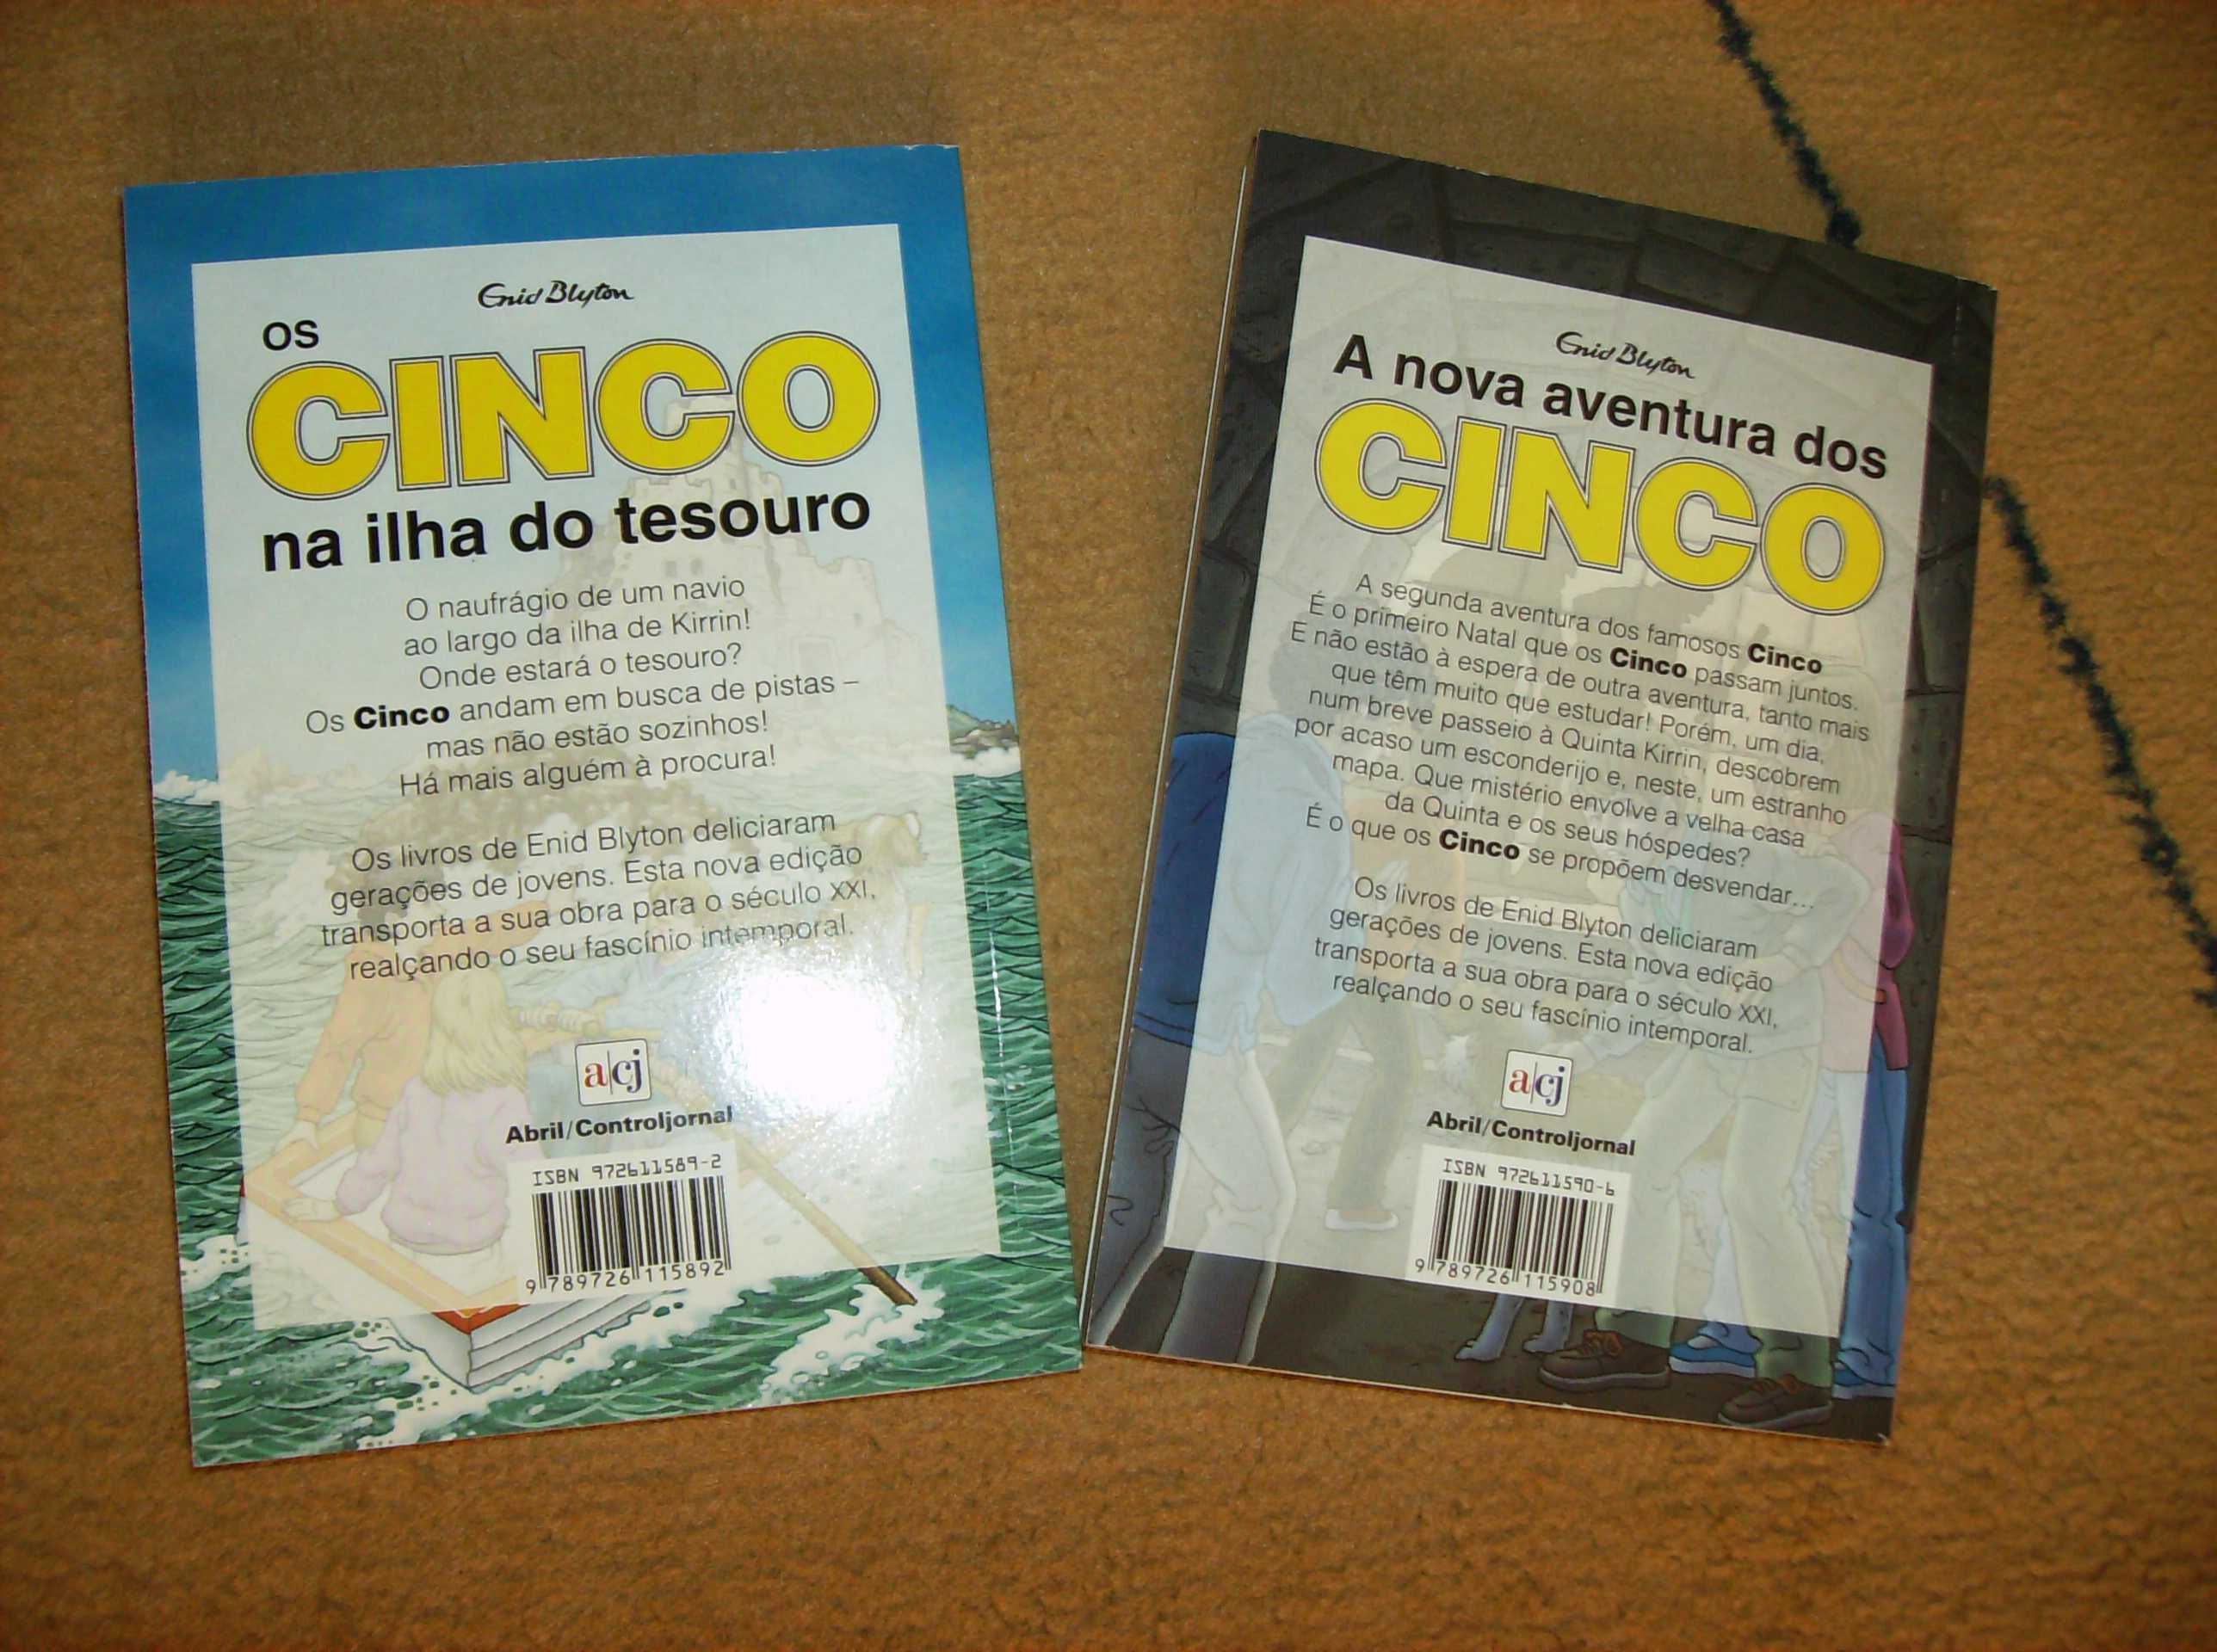 Enid Blyton
OS
CINCO
na ilha do tesouro
O naufrágio de um navio
ao largo da ilha de Kirrin!
Onde estará o tesouro?
Os Cinco andam em busca de pistas –
mas não estão sozinhos!
Há mais alguém à procura!
Os livros de Enid Blyton deliciaram
gerações de jovens. Esta nova edição
transporta a sua obra para o século XXI,
realçando o seu fascínio intemporal.
a|cj
Abril/Controljornal
ISBN 972611589-2
9 789726 115892
Enid Blyton
A nova aventura dos
CINCO
A segunda aventura dos famosos Cinco
É o primeiro Natal que os Cinco passam juntos.
E não estão à espera de outra aventura, tanto mais
que têm muito que estudar! Porém, um dia,
num breve passeio à Quinta Kirrin, descobrem
por acaso um esconderijo e, neste, um estranho
mapa. Que mistério envolve a velha casa
da Quinta e os seus hóspedes?
É o que os Cinco se propõem desvendar...
Os livros de Enid Blyton deliciaram
gerações de jovens. Esta nova edição
transporta a sua obra para o século XXI,
realçando o seu fascínio intemporal.
a|cj
Abril/Controljornal
ISBN 972611590-6
9 789726 115908